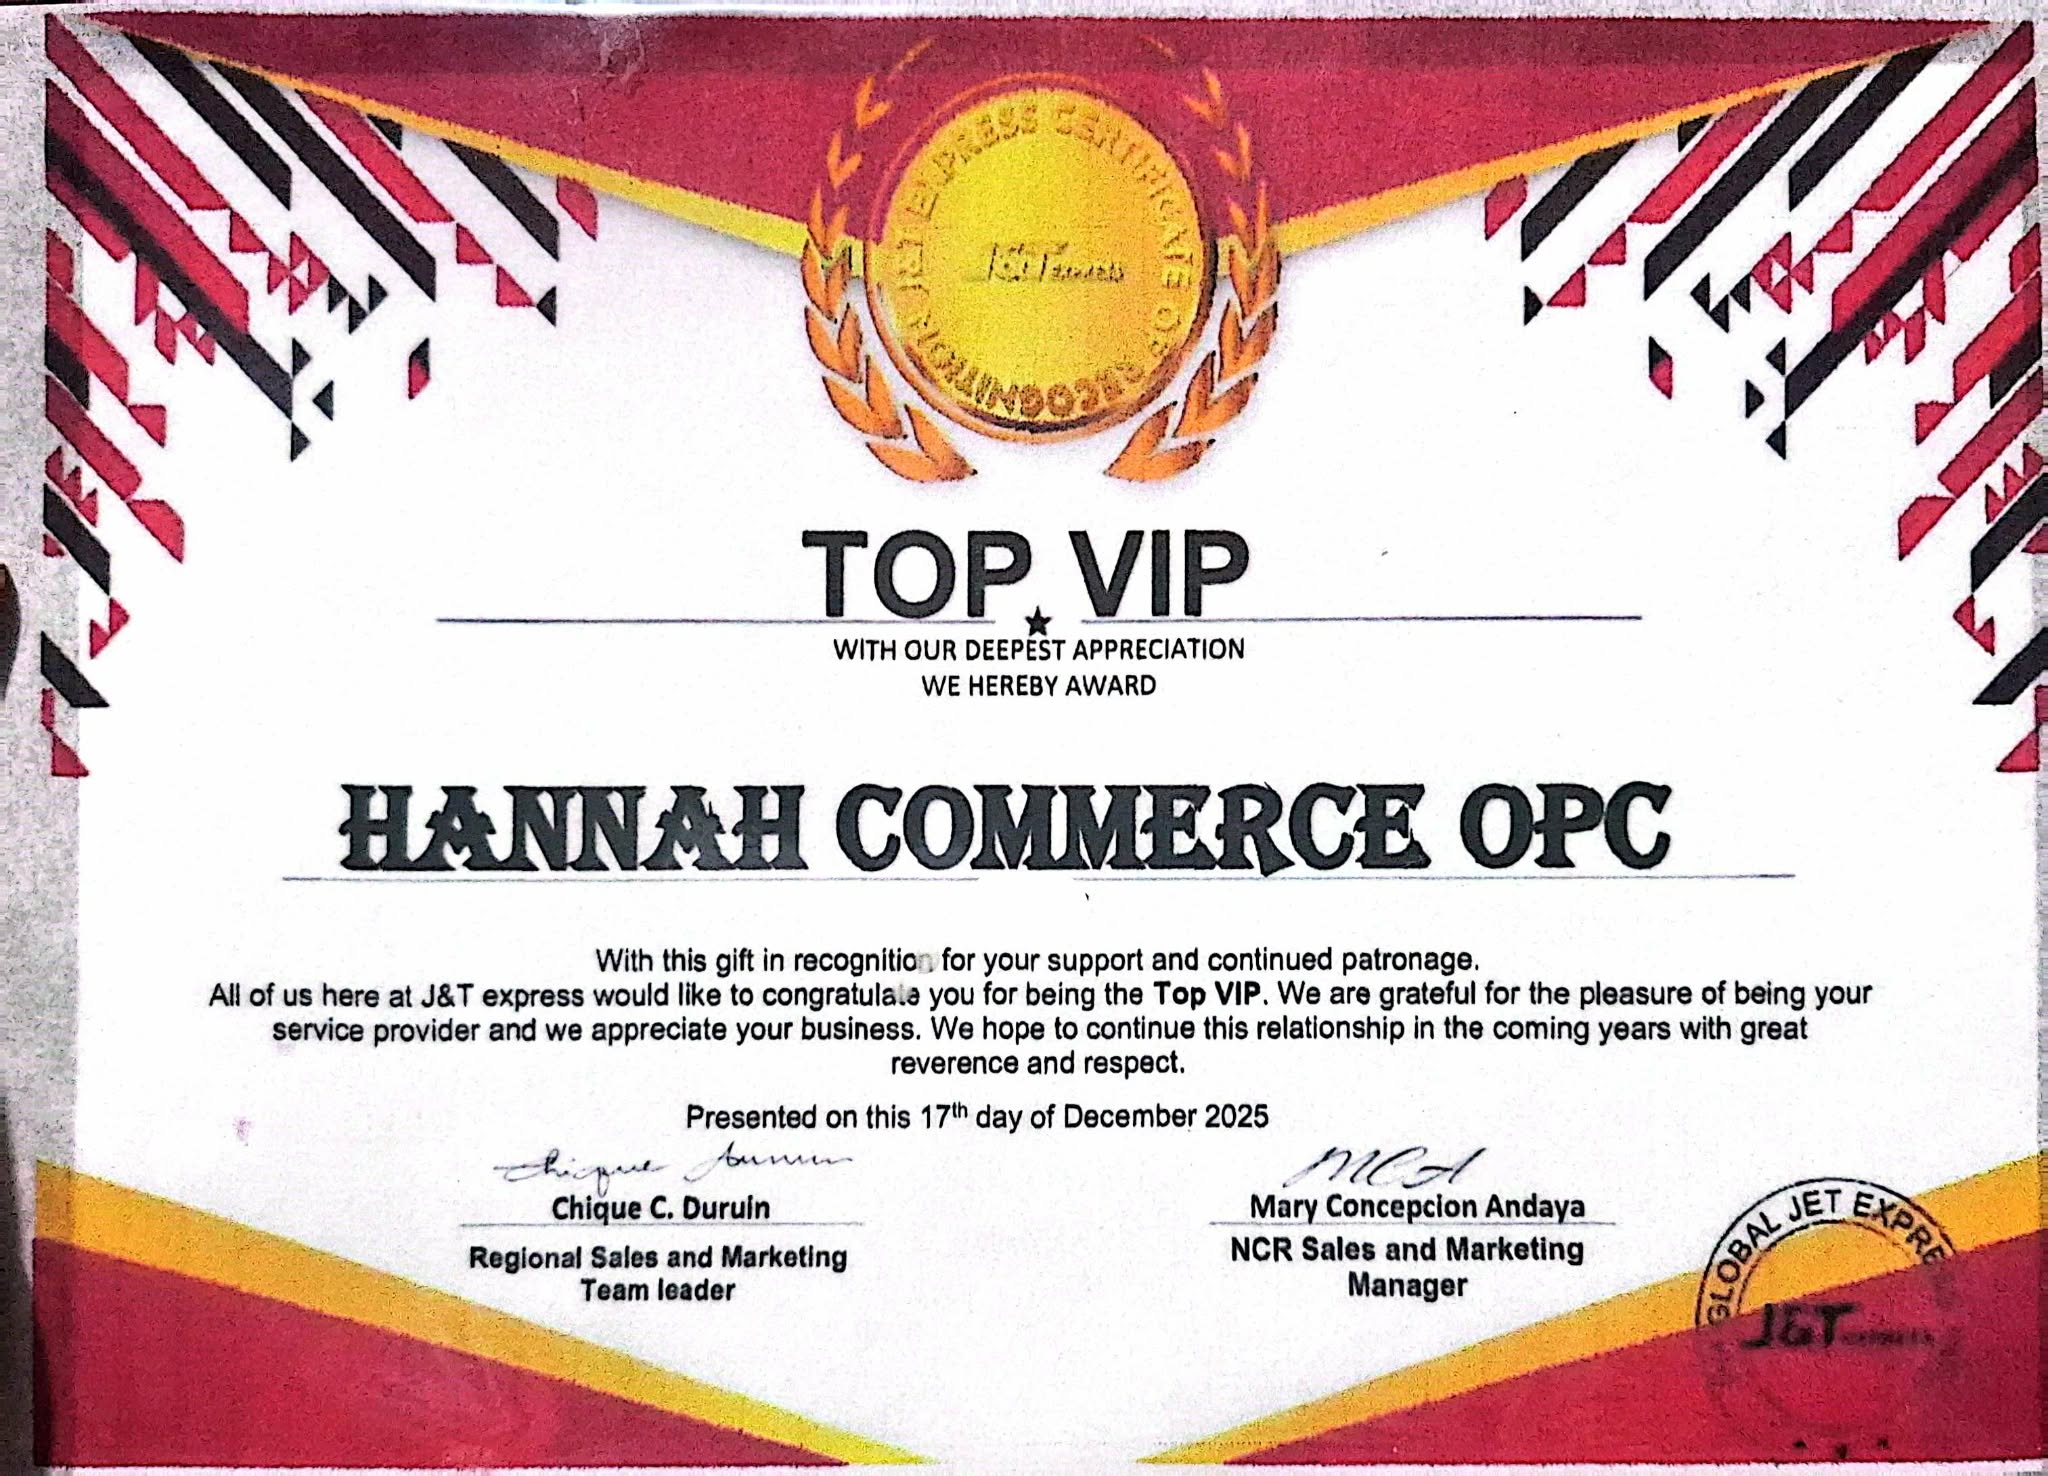 J&T EXPRESS CERTIFICATE OF RECOGNITION
J&T express
TOP VIP
WITH OUR DEEPEST APPRECIATION
WE HEREBY AWARD
HANNAH COMMERCE OPC
With this gift in recognition for your support and continued patronage.
All of us here at J&T express would like to congratulate you for being the Top VIP. We are grateful for the pleasure of being your
service provider and we appreciate your business. We hope to continue this relationship in the coming years with great
reverence and respect.
Presented on this 17th day of December 2025
Chique C. Duruin
Regional Sales and Marketing
Team leader
MCA
Mary Concepcion Andaya
NCR Sales and Marketing
Manager
GLOBAL JET EXPRE
J&T